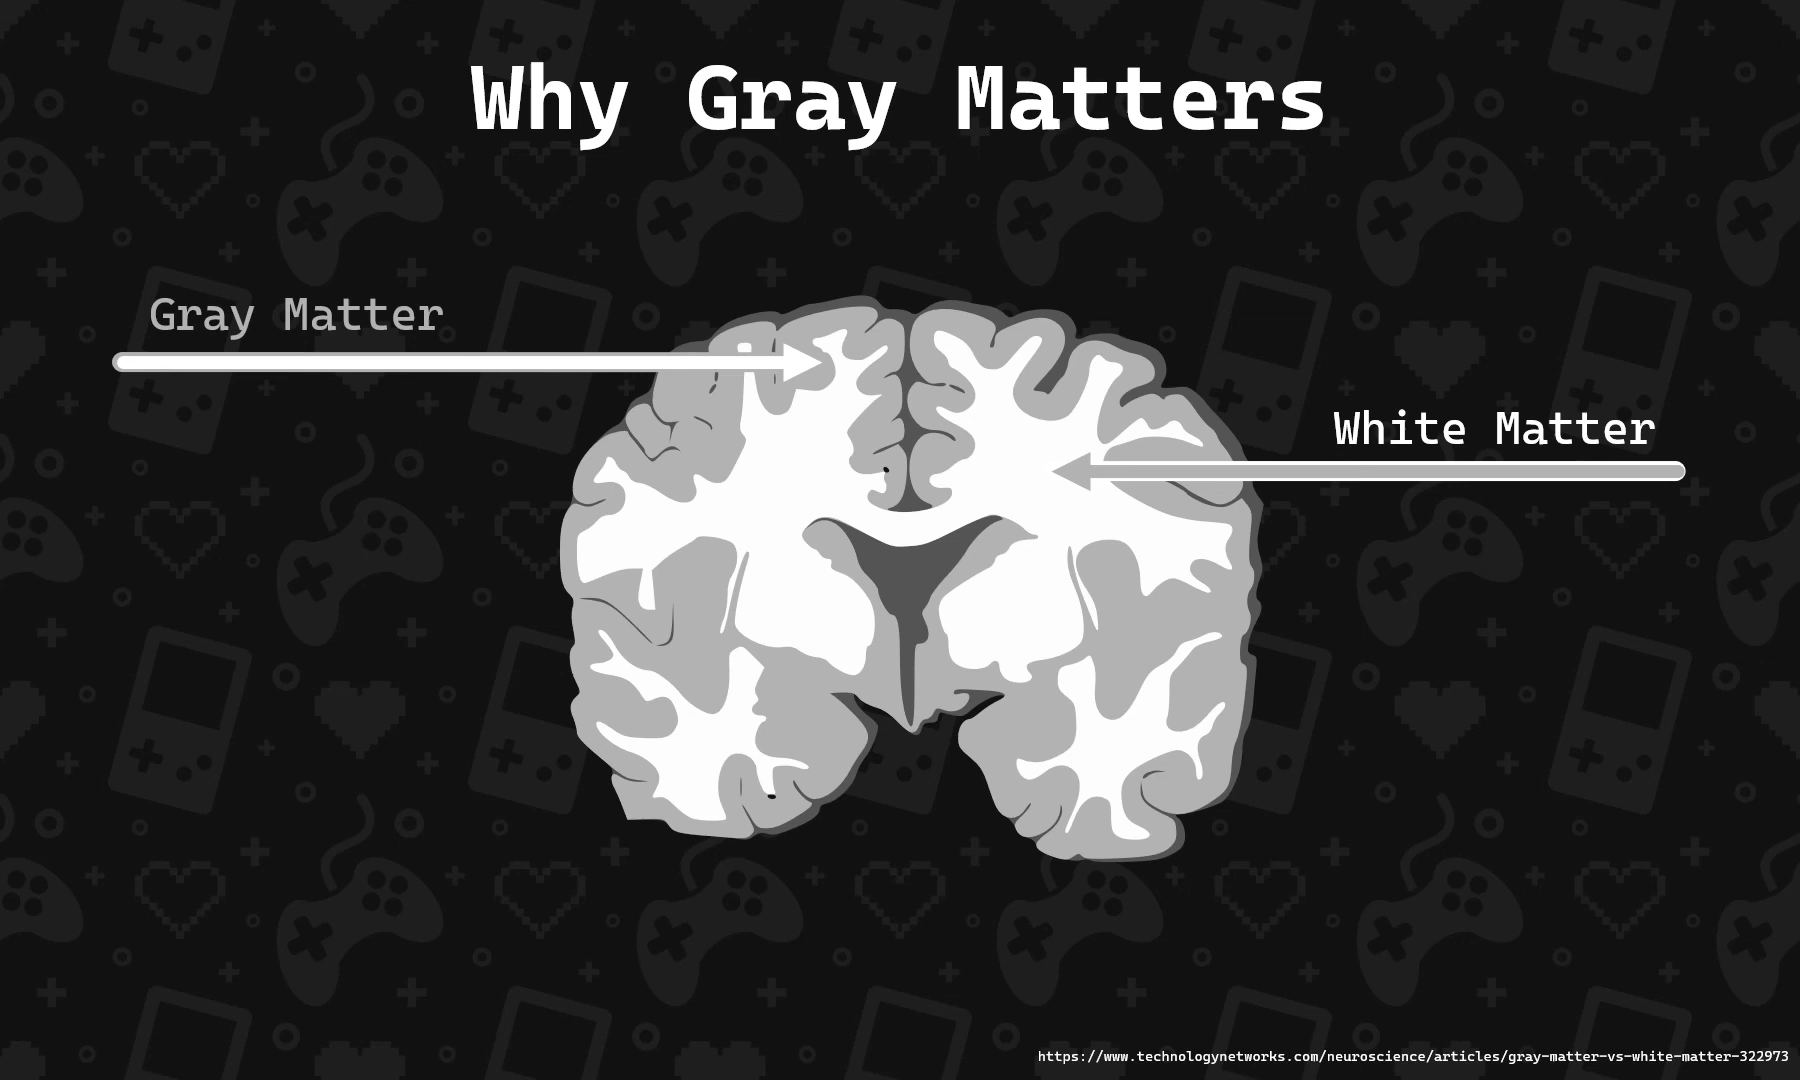 Why Gray Matters
Gray Matter
White Matter
https://www.technologynetworks.com/neuroscience/articles/gray-matter-vs-white-matter-322973